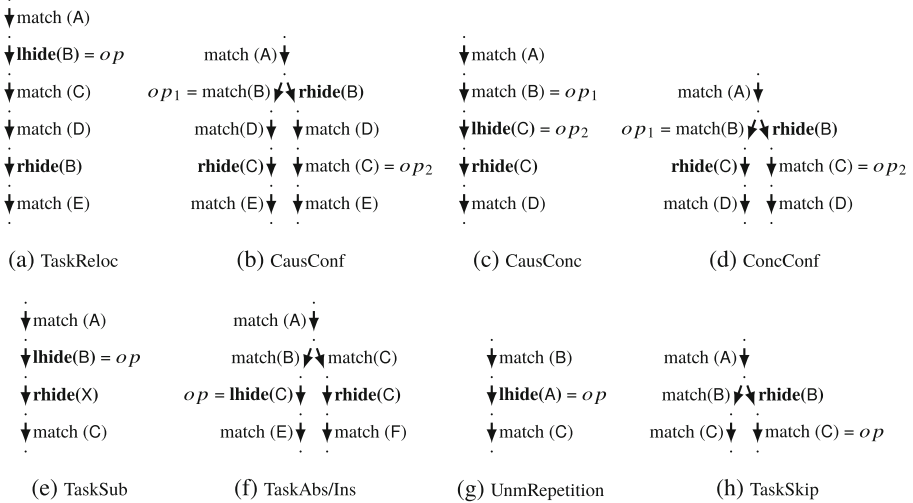 match (A)
lhide(B) = op
match (C)
match (D)
rhide(B)
match (E)
(a) TaskReloc
match (A)
op₁ = match(B) rhide(B)
match(D) match (D)
rhide(C) match (C) = op₂
match (E) match (E)
(b) CausConf
match (A)
match (B) = op₁
lhide(C) = op₂
rhide(C)
match (D)
(c) CausConc
match (A)
op₁ = match(B) rhide(B)
rhide(C) match (C) = op₂
match (D) match (D)
(d) ConcConf
match (A)
lhide(B) = op
rhide(X)
match (C)
(e) TaskSub
match (A)
match(B) match(C)
op = lhide(C) rhide(C)
match (E) match (F)
(f) TaskAbs/Ins
match (B)
lhide(A) = op
match (C)
(g) UnmRepetition
match (A)
match(B) rhide(B)
match (C) match (C) = op
(h) TaskSkip